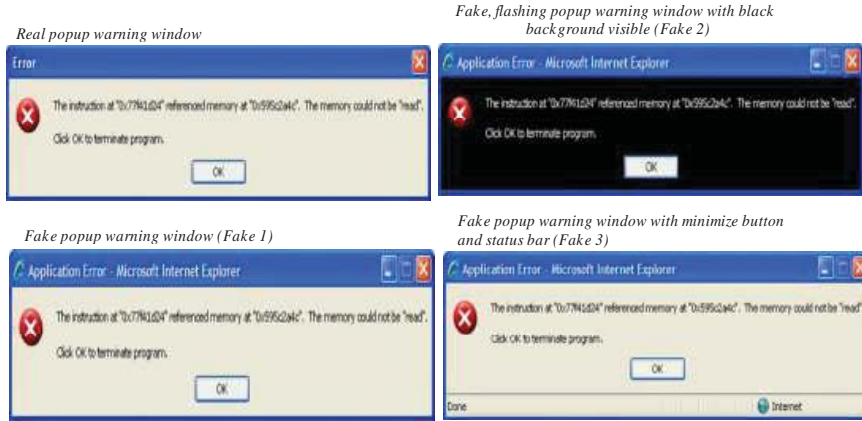 Real popup warning window
Error
The instruction at "0x77f41d24" referenced memory at "0x595c2a4c". The memory could not be "read".
Click OK to terminate program.
OK
Fake, flashing popup warning window with black
background visible (Fake 2)
Application Error - Microsoft Internet Explorer
The instruction at "0x77f41d24" referenced memory at "0x595c2a4c". The memory could not be "read".
Click OK to terminate program.
OK
Fake popup warning window (Fake 1)
Application Error - Microsoft Internet Explorer
The instruction at "0x77f41d24" referenced memory at "0x595c2a4c". The memory could not be "read".
Click OK to terminate program.
OK
Fake popup warning window with minimize button
and status bar (Fake 3)
Application Error - Microsoft Internet Explorer
The instruction at "0x77f41d24" referenced memory at "0x595c2a4c". The memory could not be "read"
Click OK to terminate program.
OK
Done
Internet